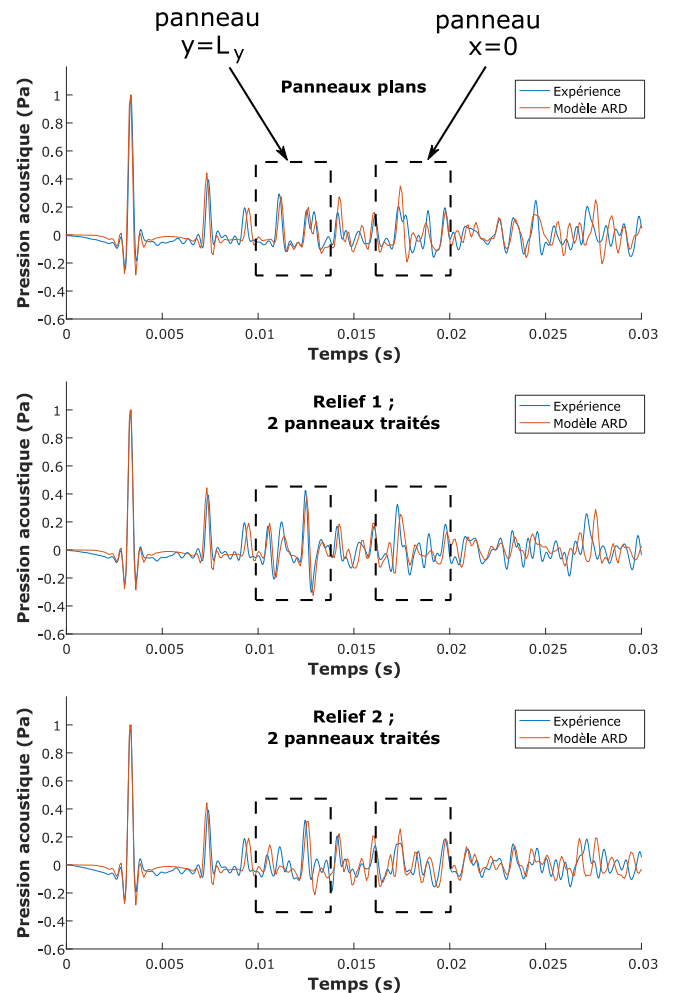 panneau
y=Ly
panneau
x=0
Panneaux plans
Expérience
Modèle ARD
Pression acoustique (Pa)
1
0.8
0.6
0.4
0.2
0
-0.2
-0.4
-0.6
0
0.005
0.01
0.015
0.02
0.025
0.03
Temps (s)
Relief 1 ;
2 panneaux traités
Expérience
Modèle ARD
Pression acoustique (Pa)
1
0.8
0.6
0.4
0.2
0
-0.2
-0.4
-0.6
0
0.005
0.01
0.015
0.02
0.025
0.03
Temps (s)
Relief 2 ;
2 panneaux traités
Expérience
Modèle ARD
Pression acoustique (Pa)
1
0.8
0.6
0.4
0.2
0
-0.2
-0.4
-0.6
0
0.005
0.01
0.015
0.02
0.025
0.03
Temps (s)